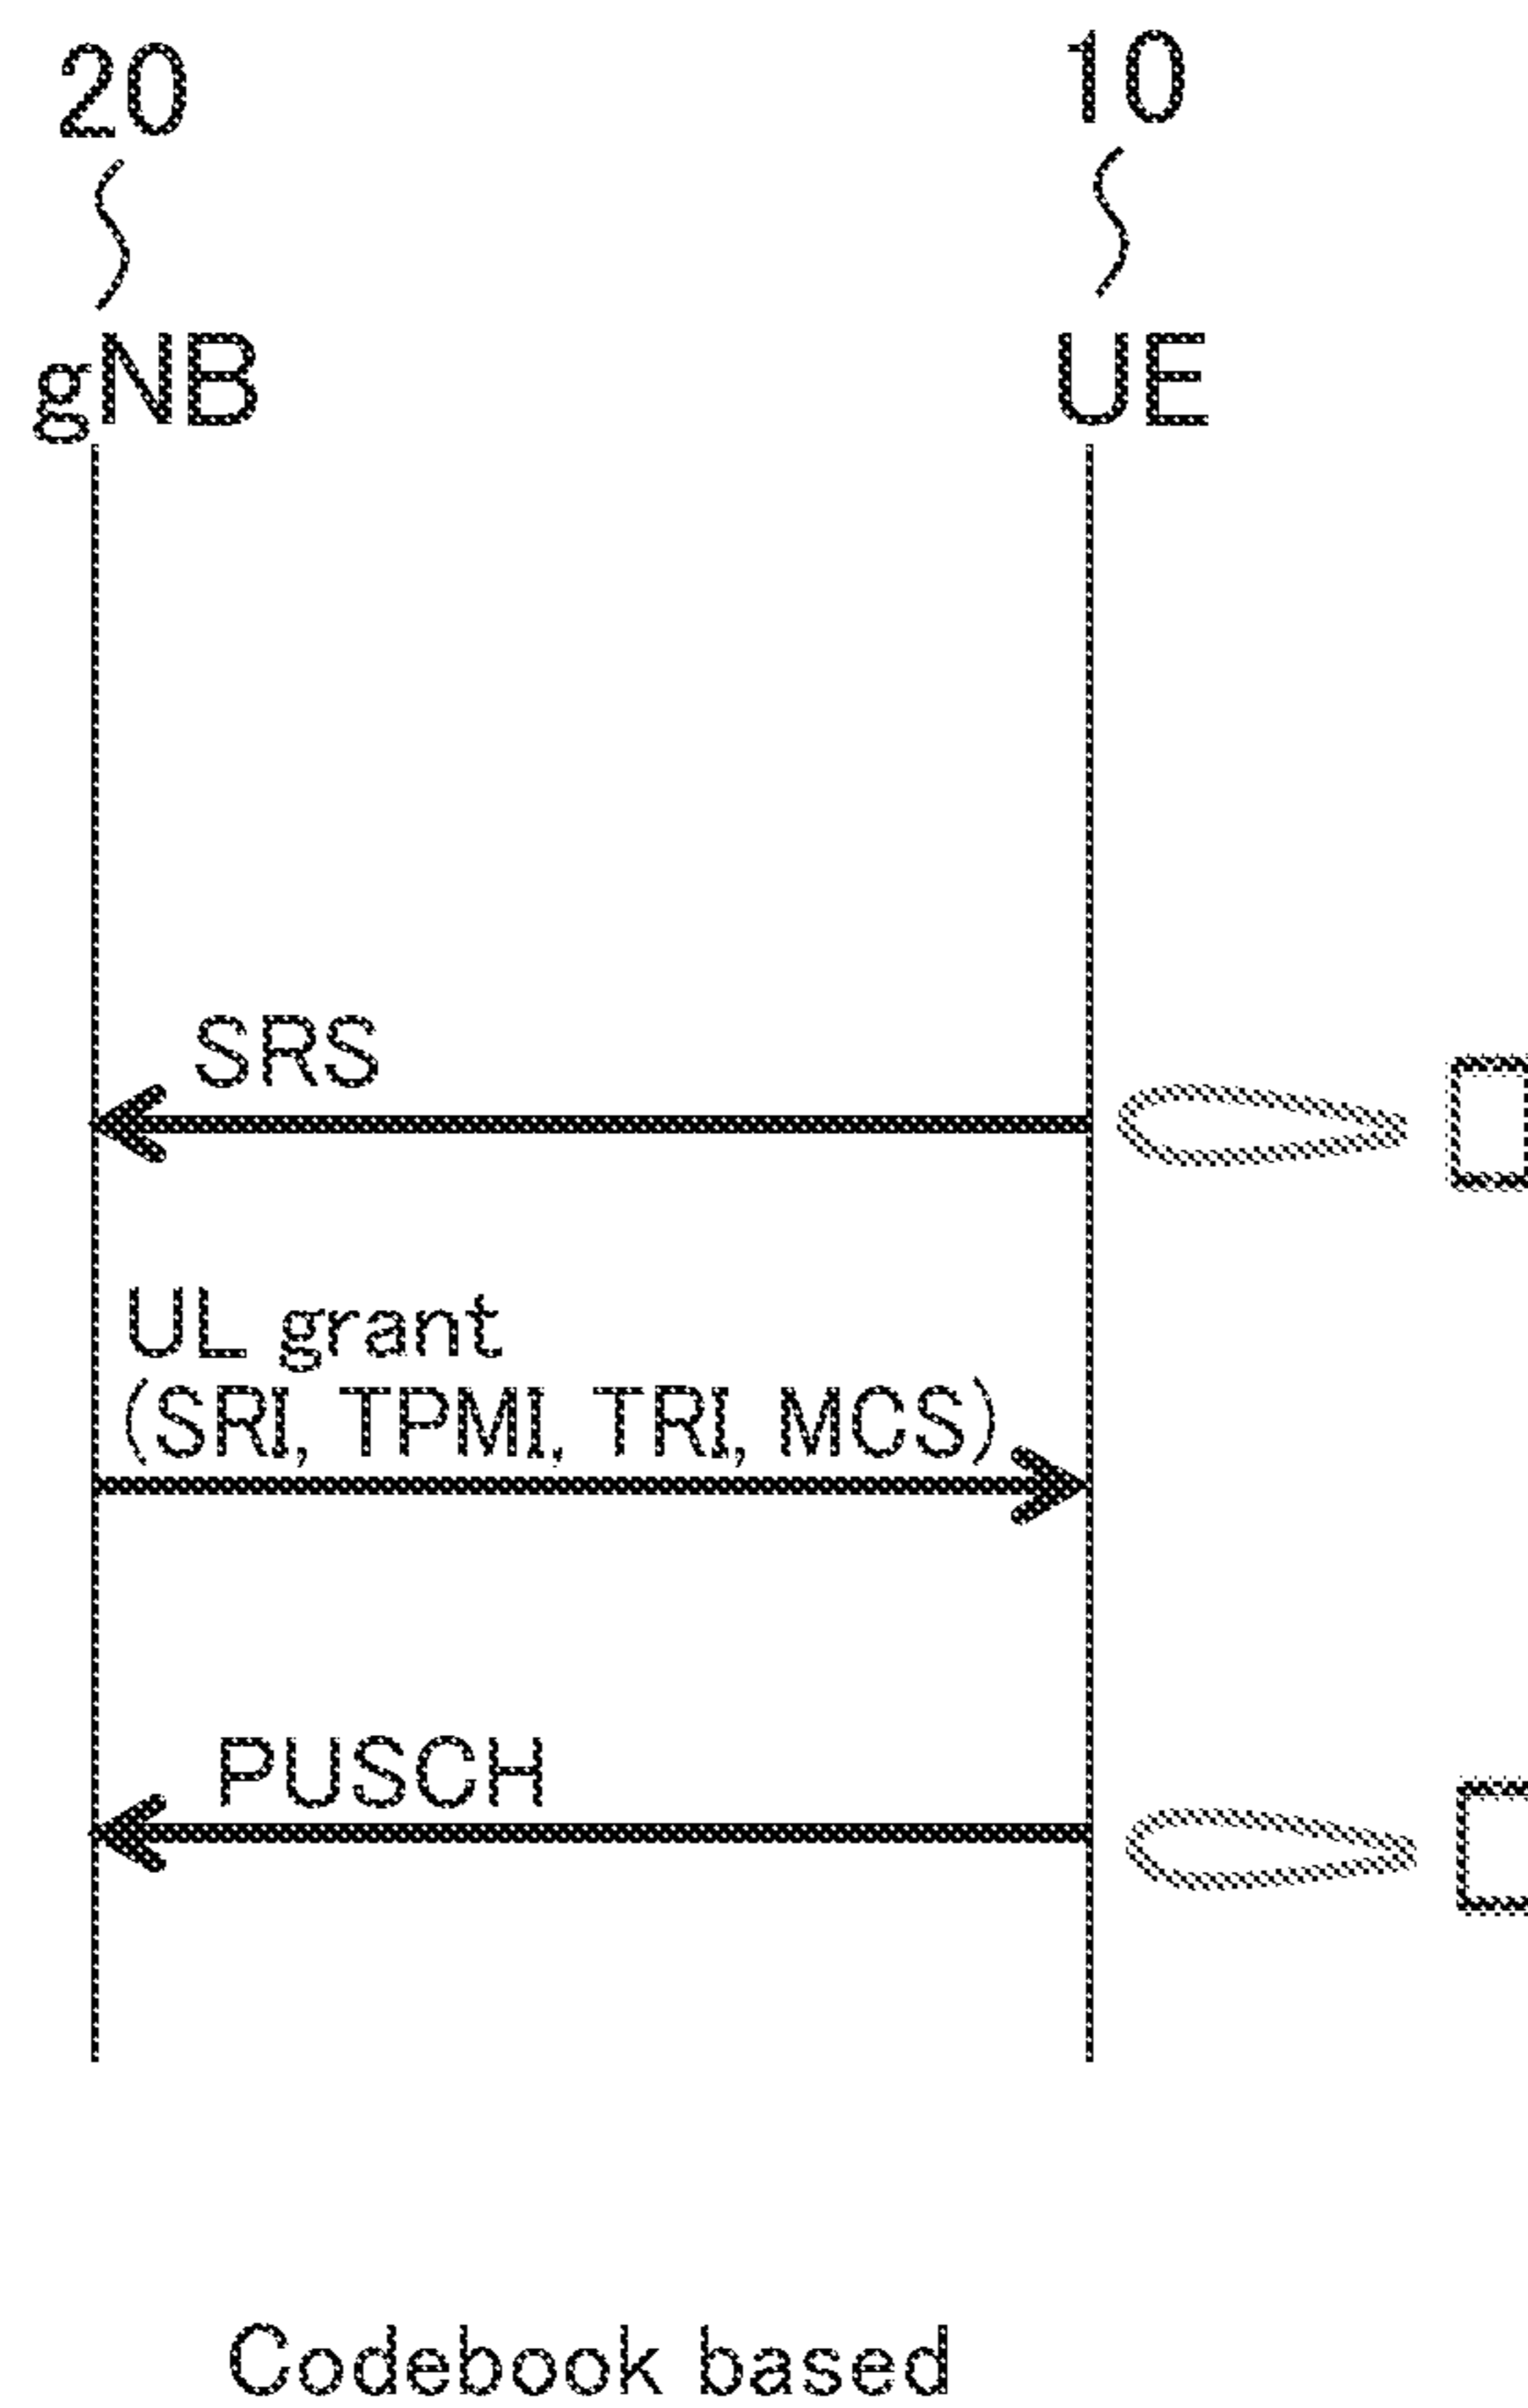 20 10
gNB UE
SRS
UL grant
(SRI, TPMI, TRI, MCS)
PUSCH
Codebook based